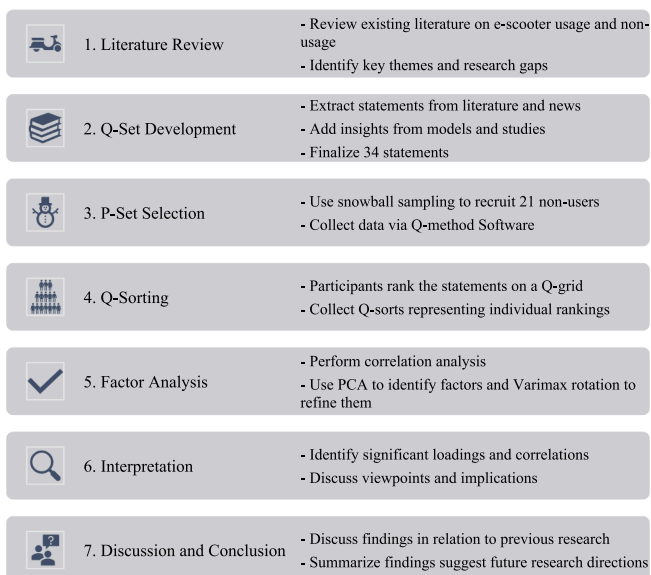 1. Literature Review
- Review existing literature on e-scooter usage and non-
usage
- Identify key themes and research gaps
2. Q-Set Development
- Extract statements from literature and news
- Add insights from models and studies
- Finalize 34 statements
3. P-Set Selection
- Use snowball sampling to recruit 21 non-users
- Collect data via Q-method Software
4. Q-Sorting
- Participants rank the statements on a Q-grid
- Collect Q-sorts representing individual rankings
5. Factor Analysis
- Perform correlation analysis
- Use PCA to identify factors and Varimax rotation to
refine them
6. Interpretation
- Identify significant loadings and correlations
- Discuss viewpoints and implications
7. Discussion and Conclusion
- Discuss findings in relation to previous research
- Summarize findings suggest future research directions